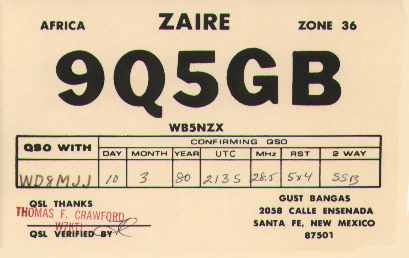 AFRICA ZAIRE ZONE 36
9Q5GB
WB5NZX
QSO WITH CONFIRMING QSO
DAY MONTH YEAR UTC MHz RST 2 WAY
WD8MJJ 10 3 80 2135 28.5 5x4 SSB
QSL THANKS GUST BANGAS
THOMAS F. CRAWFORD 2058 CALLE ENSENADA
SANTA FE, NEW MEXICO
QSL VERIFIED BY 87501